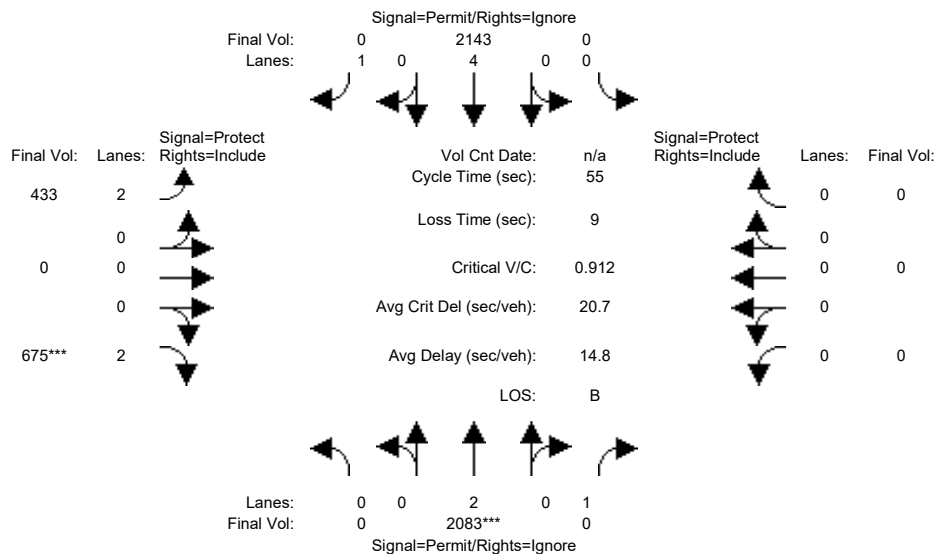 Signal=Permit/Rights=Ignore
Final Vol: 0 2143 0
Lanes: 1 0 4 0 0
Signal=Protect Signal=Protect
Final Vol: Lanes: Rights=Include Vol Cnt Date: n/a Rights=Include Lanes: Final Vol:
Cycle Time (sec): 55
433 2 0 0
Loss Time (sec): 9
0 0
0 0 Critical V/C: 0.912 0 0
0 Avg Crit Del (sec/veh): 20.7 0
675*** 2 Avg Delay (sec/veh): 14.8 0 0
LOS: B
Lanes: 0 0 2 0 1
Final Vol: 0 2083*** 0
Signal=Permit/Rights=Ignore